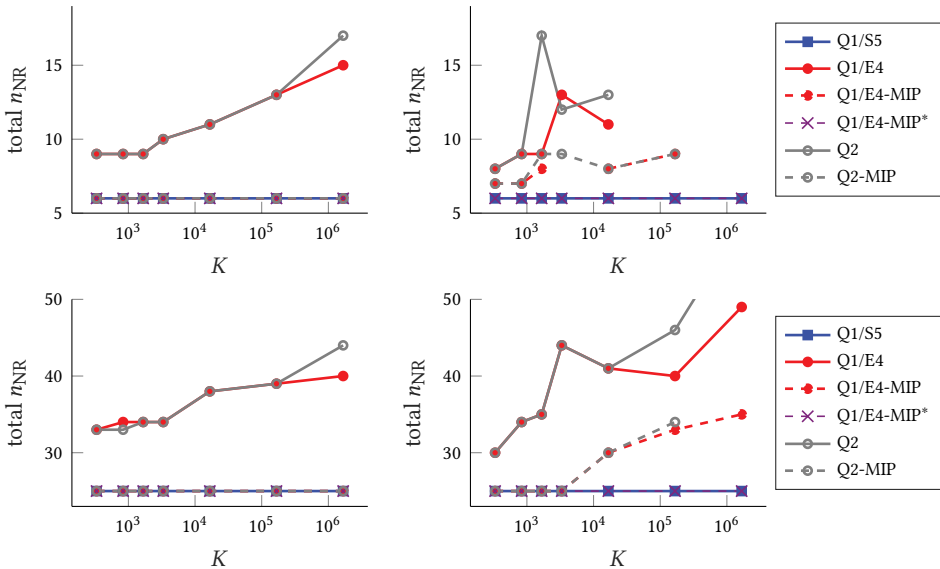 15
10
5
total n_NR
10^3
10^4
10^5
10^6
K
15
10
5
total n_NR
10^3
10^4
10^5
10^6
K
Q1/S5
Q1/E4
Q1/E4-MIP
Q1/E4-MIP*
Q2
Q2-MIP
50
40
30
total n_NR
10^3
10^4
10^5
10^6
K
50
40
30
total n_NR
10^3
10^4
10^5
10^6
K
Q1/S5
Q1/E4
Q1/E4-MIP
Q1/E4-MIP*
Q2
Q2-MIP